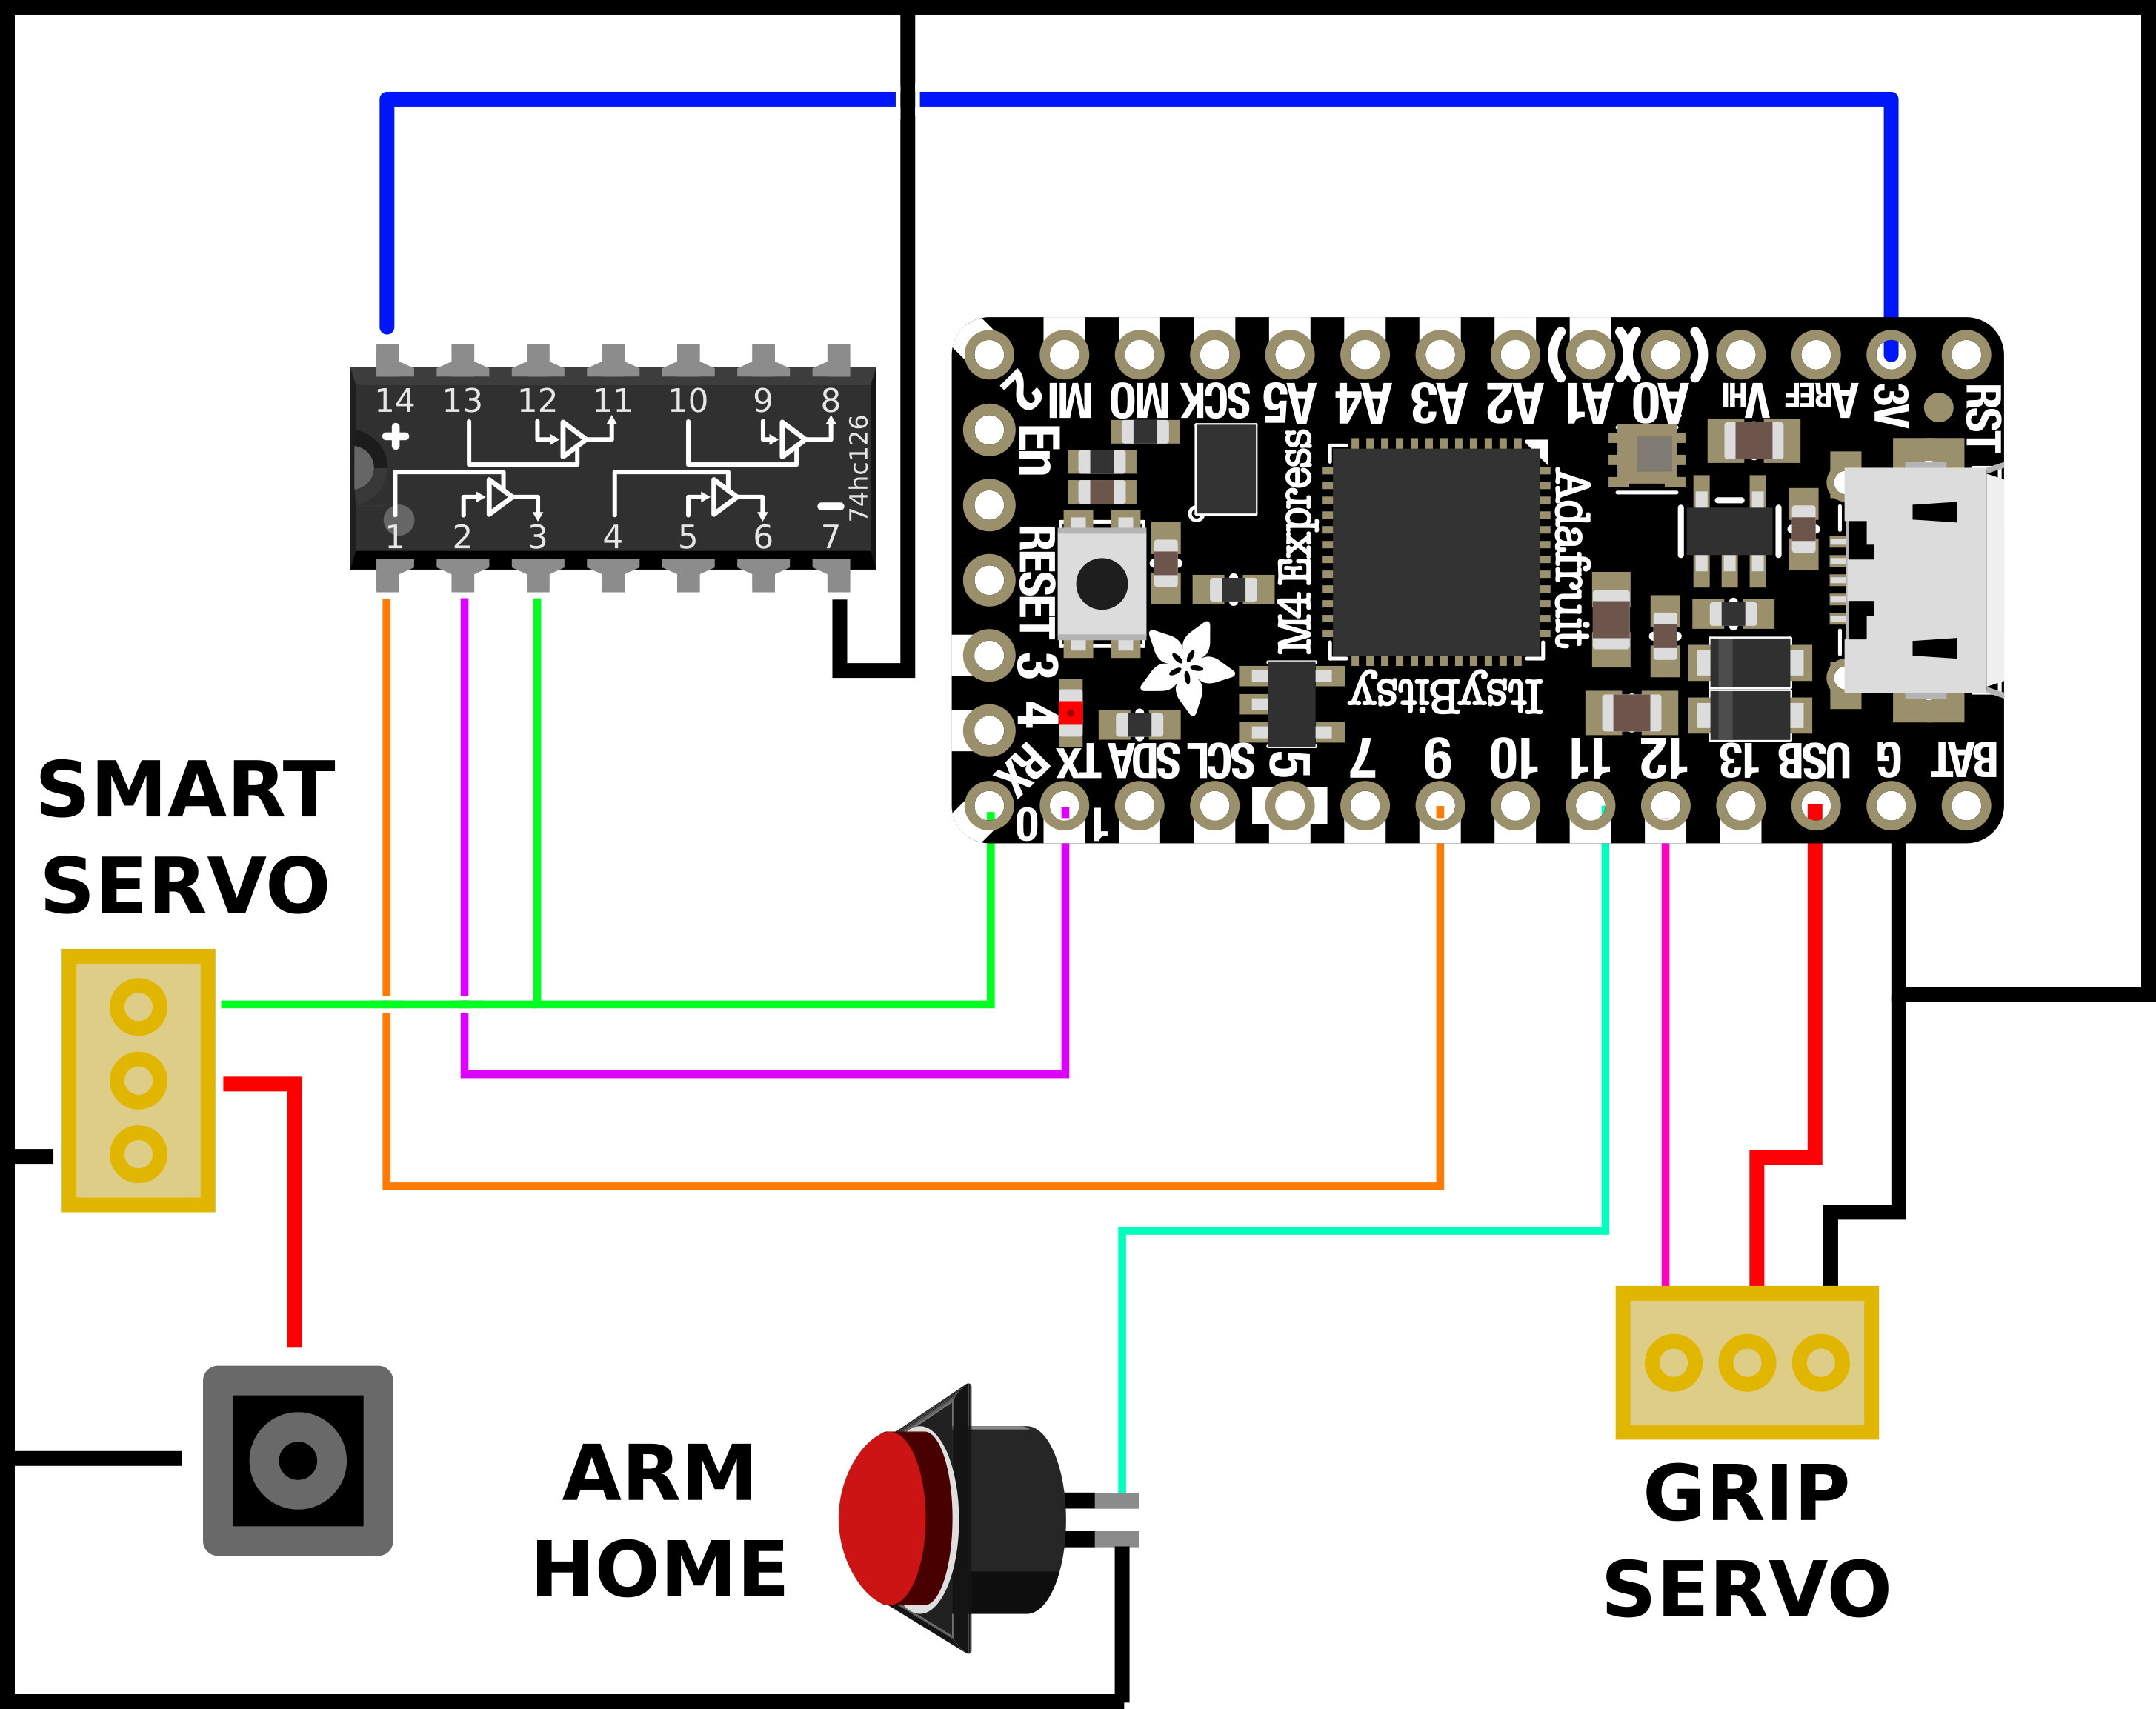 14 13 12 11 10 9 8
+
74hc126
−
1 2 3 4 5 6 7
MI MO SCK A5 A4 A3 A2 A1 A0 VHI AREF 3V RST
2
En
RESET
3
4
M4 Express
Adafruit
ItsyBitsy
RX TX SDA SCL 5 7 9 10 11 12 13 USB G BAT
0 1
SMART
SERVO
ARM
HOME
GRIP
SERVO